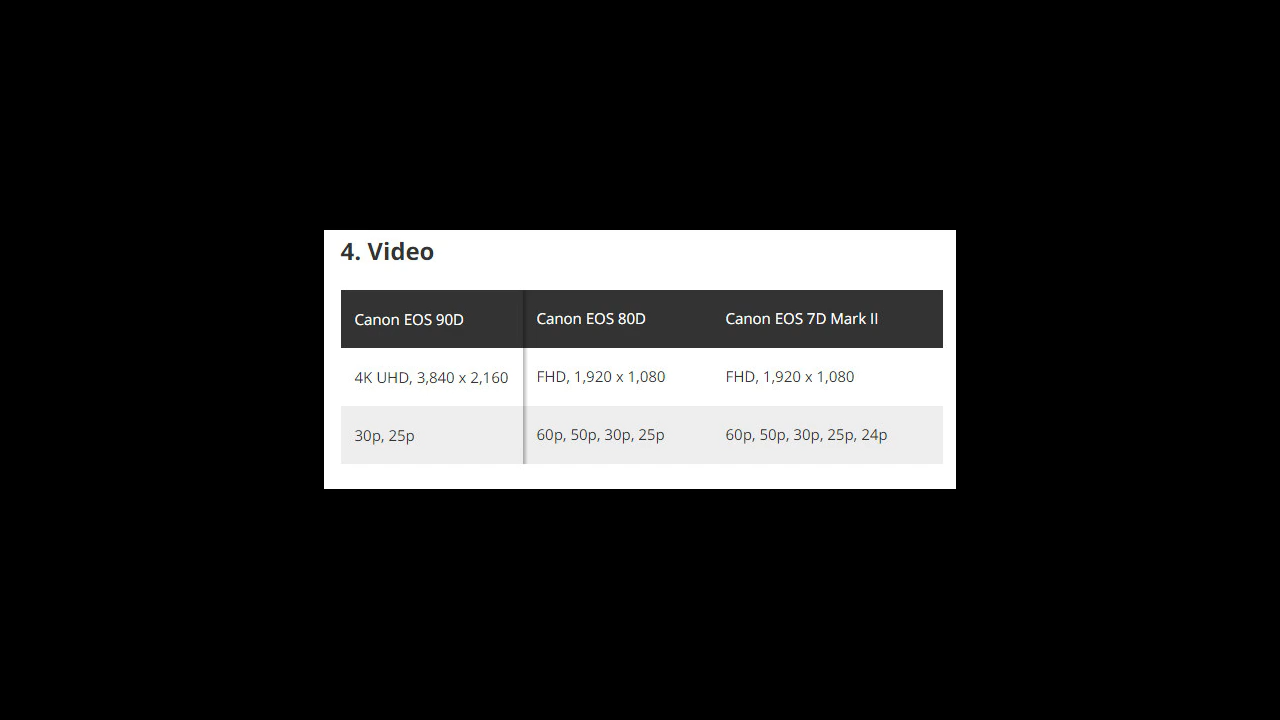 4. Video
Canon EOS 90D Canon EOS 80D Canon EOS 7D Mark II
4K UHD, 3,840 x 2,160 FHD, 1,920 x 1,080 FHD, 1,920 x 1,080
30p, 25p 60p, 50p, 30p, 25p 60p, 50p, 30p, 25p, 24p